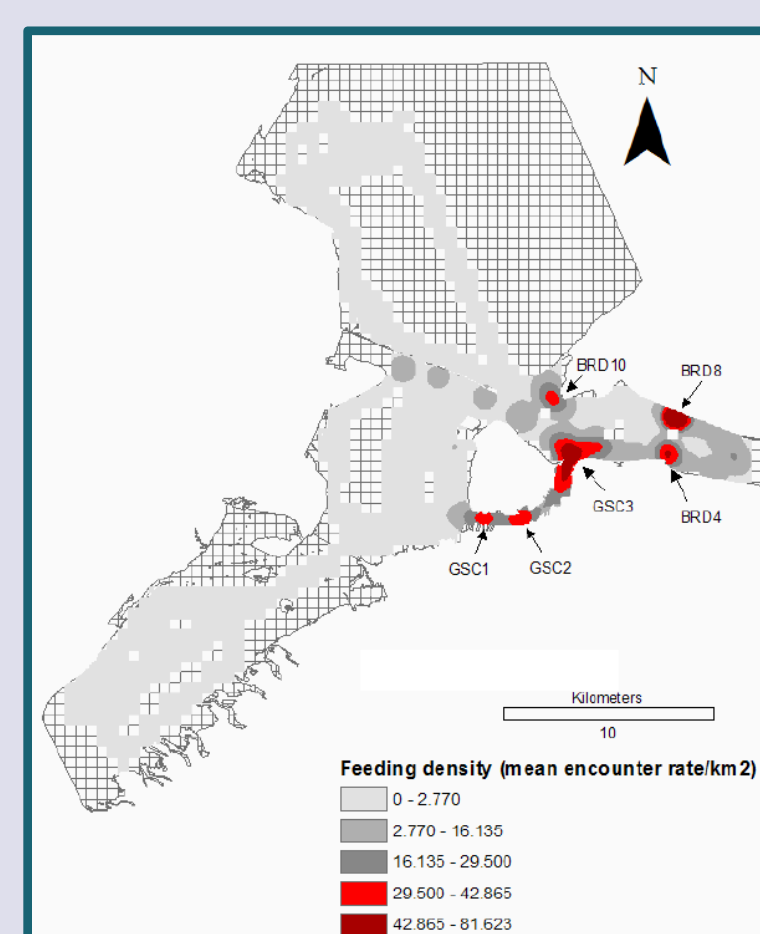 N
BRD10
BRD8
GSC3
BRD4
GSC1
GSC2
Kilometers
10
Feeding density (mean encounter rate/km2)
0 - 2.770
2.770 - 16.135
16.135 - 29.500
29.500 - 42.865
42.865 - 81.623